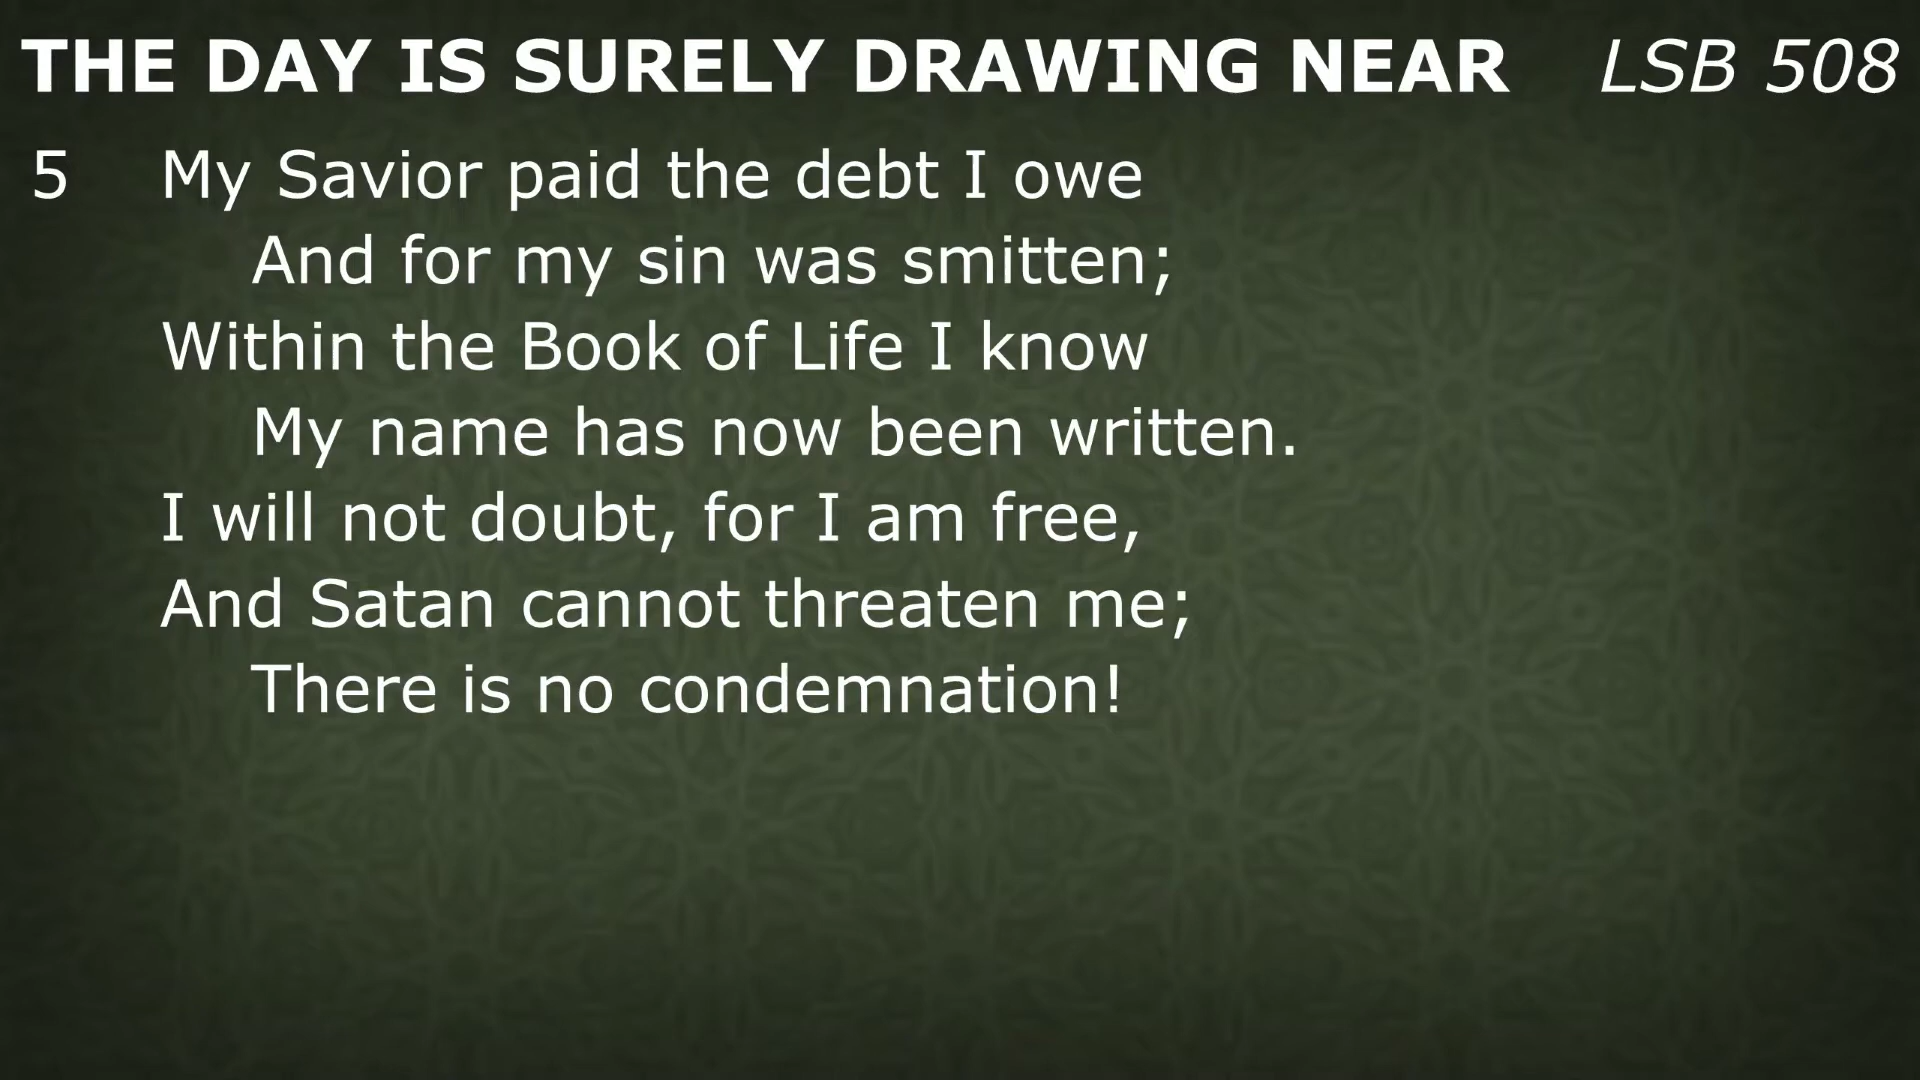 THE DAY IS SURELY DRAWING NEAR LSB 508
5 My Savior paid the debt I owe
And for my sin was smitten;
Within the Book of Life I know
My name has now been written.
I will not doubt, for I am free,
And Satan cannot threaten me;
There is no condemnation!